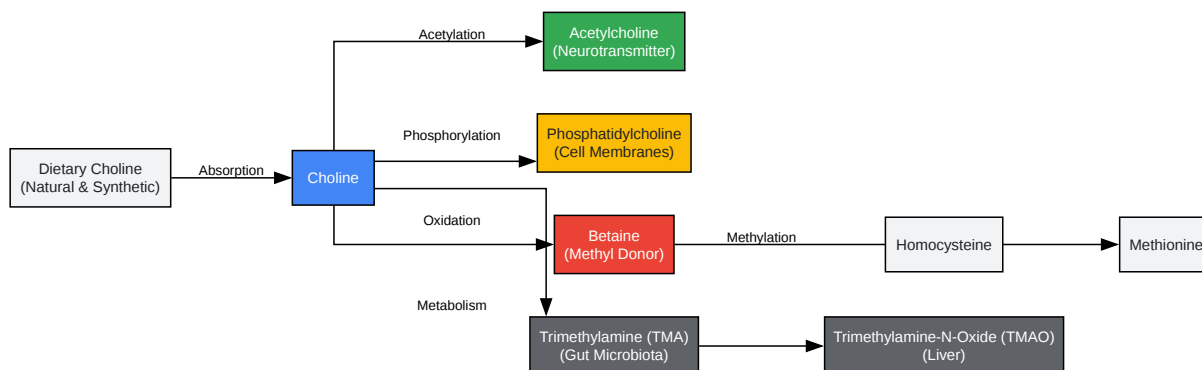 Acetylation
Acetylcholine
(Neurotransmitter)
Phosphorylation
Phosphatidylcholine
(Cell Membranes)
Dietary Choline
(Natural & Synthetic)
Absorption
Choline
Oxidation
Betaine
(Methyl Donor)
Methylation
Homocysteine
Methionine
Metabolism
Trimethylamine (TMA)
(Gut Microbiota)
Trimethylamine-N-Oxide (TMAO)
(Liver)